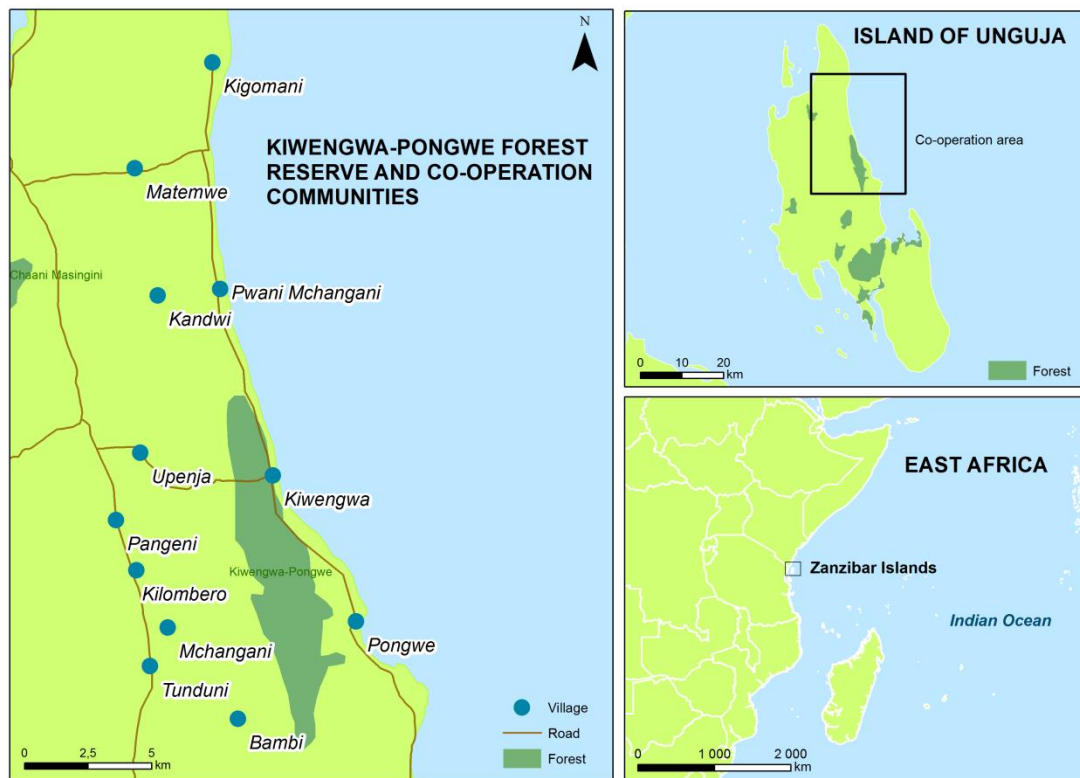 N
KIWENGWA-PONGWE FOREST
RESERVE AND CO-OPERATION
COMMUNITIES
Kigomani
Matemwe
Chaani Masingini
Pwani Mchangani
Kandwi
Upenja
Kiwengwa
Pangeni
Kiwengwa-Pongwe
Kilombero
Mchangani
Pongwe
Tunduni
Bambi
Village
Road
Forest
0 2,5 5
km
ISLAND OF UNGUJA
Co-operation area
0 10 20
km
Forest
EAST AFRICA
Zanzibar Islands
Indian Ocean
0 1 000 2 000
km